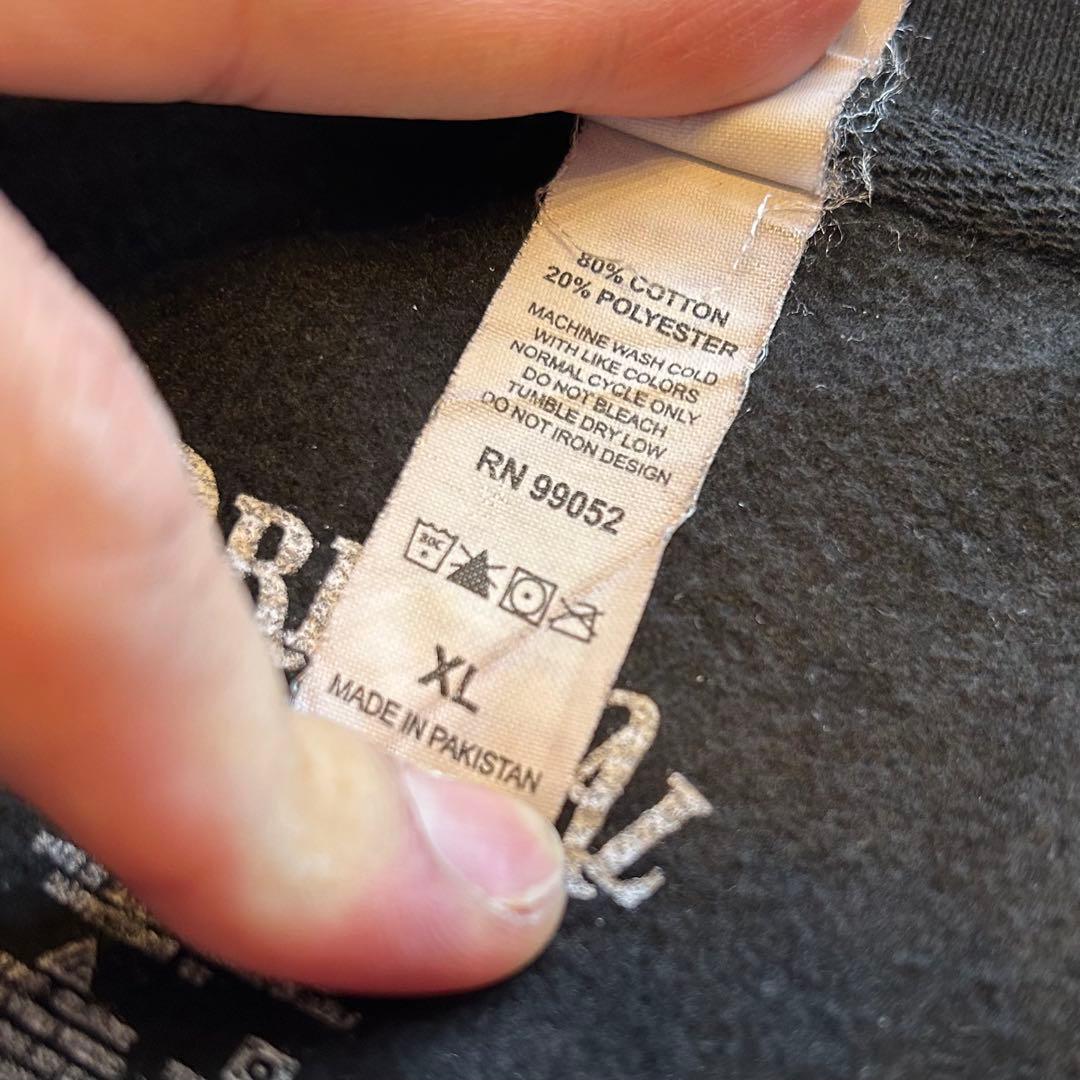 80% COTTON
20% POLYESTER
MACHINE WASH COLD
WITH LIKE COLORS
NORMAL CYCLE ONLY
DO NOT BLEACH
TUMBLE DRY LOW
DO NOT IRON DESIGN
RN 99052
30C
XL
MADE IN PAKISTAN